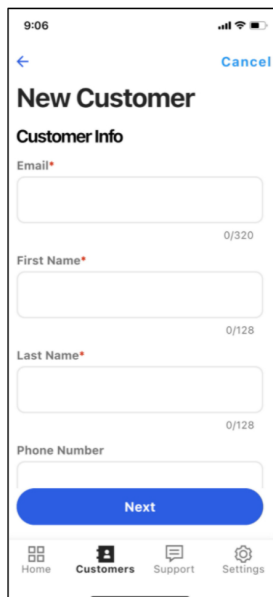 9:06
Cancel
New Customer
Customer Info
Email*
0/320
First Name*
0/128
Last Name*
0/128
Phone Number
Next
Home Customers Support Settings